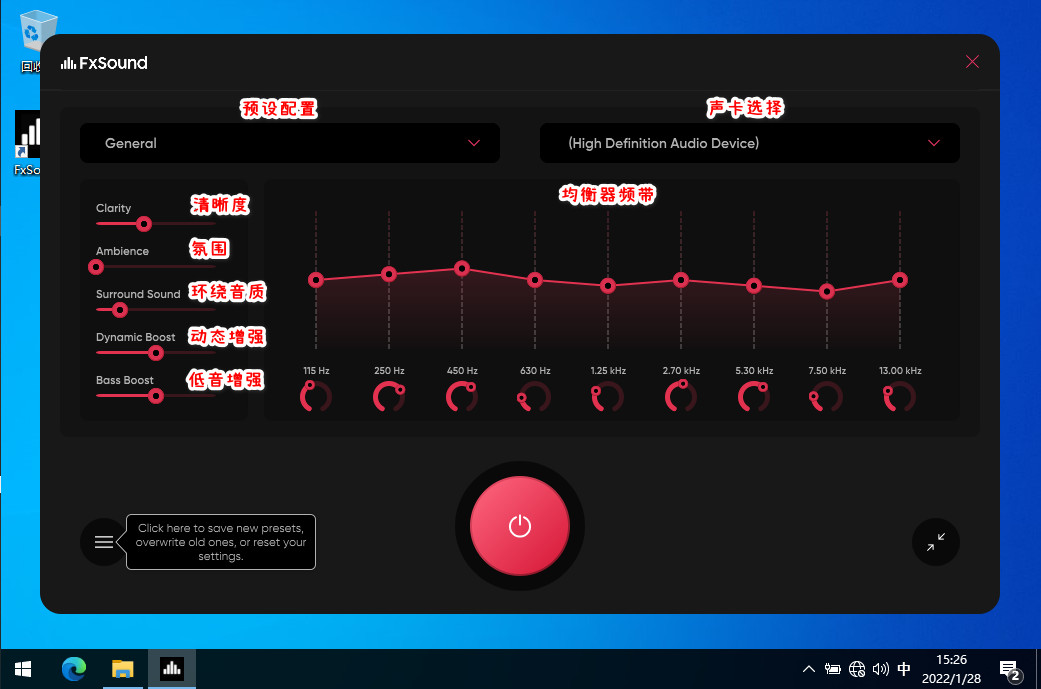 回收
FxSound
FxSo
预设配置
声卡选择
General
(High Definition Audio Device)
Clarity
清晰度
Ambience
氛围
Surround Sound
环绕音质
Dynamic Boost
动态增强
Bass Boost
低音增强
均衡器频带
115 Hz
250 Hz
450 Hz
630 Hz
1.25 kHz
2.70 kHz
5.30 kHz
7.50 kHz
13.00 kHz
Click here to save new presets,
overwrite old ones, or reset your
settings.
中
15:26
2022/1/28
2